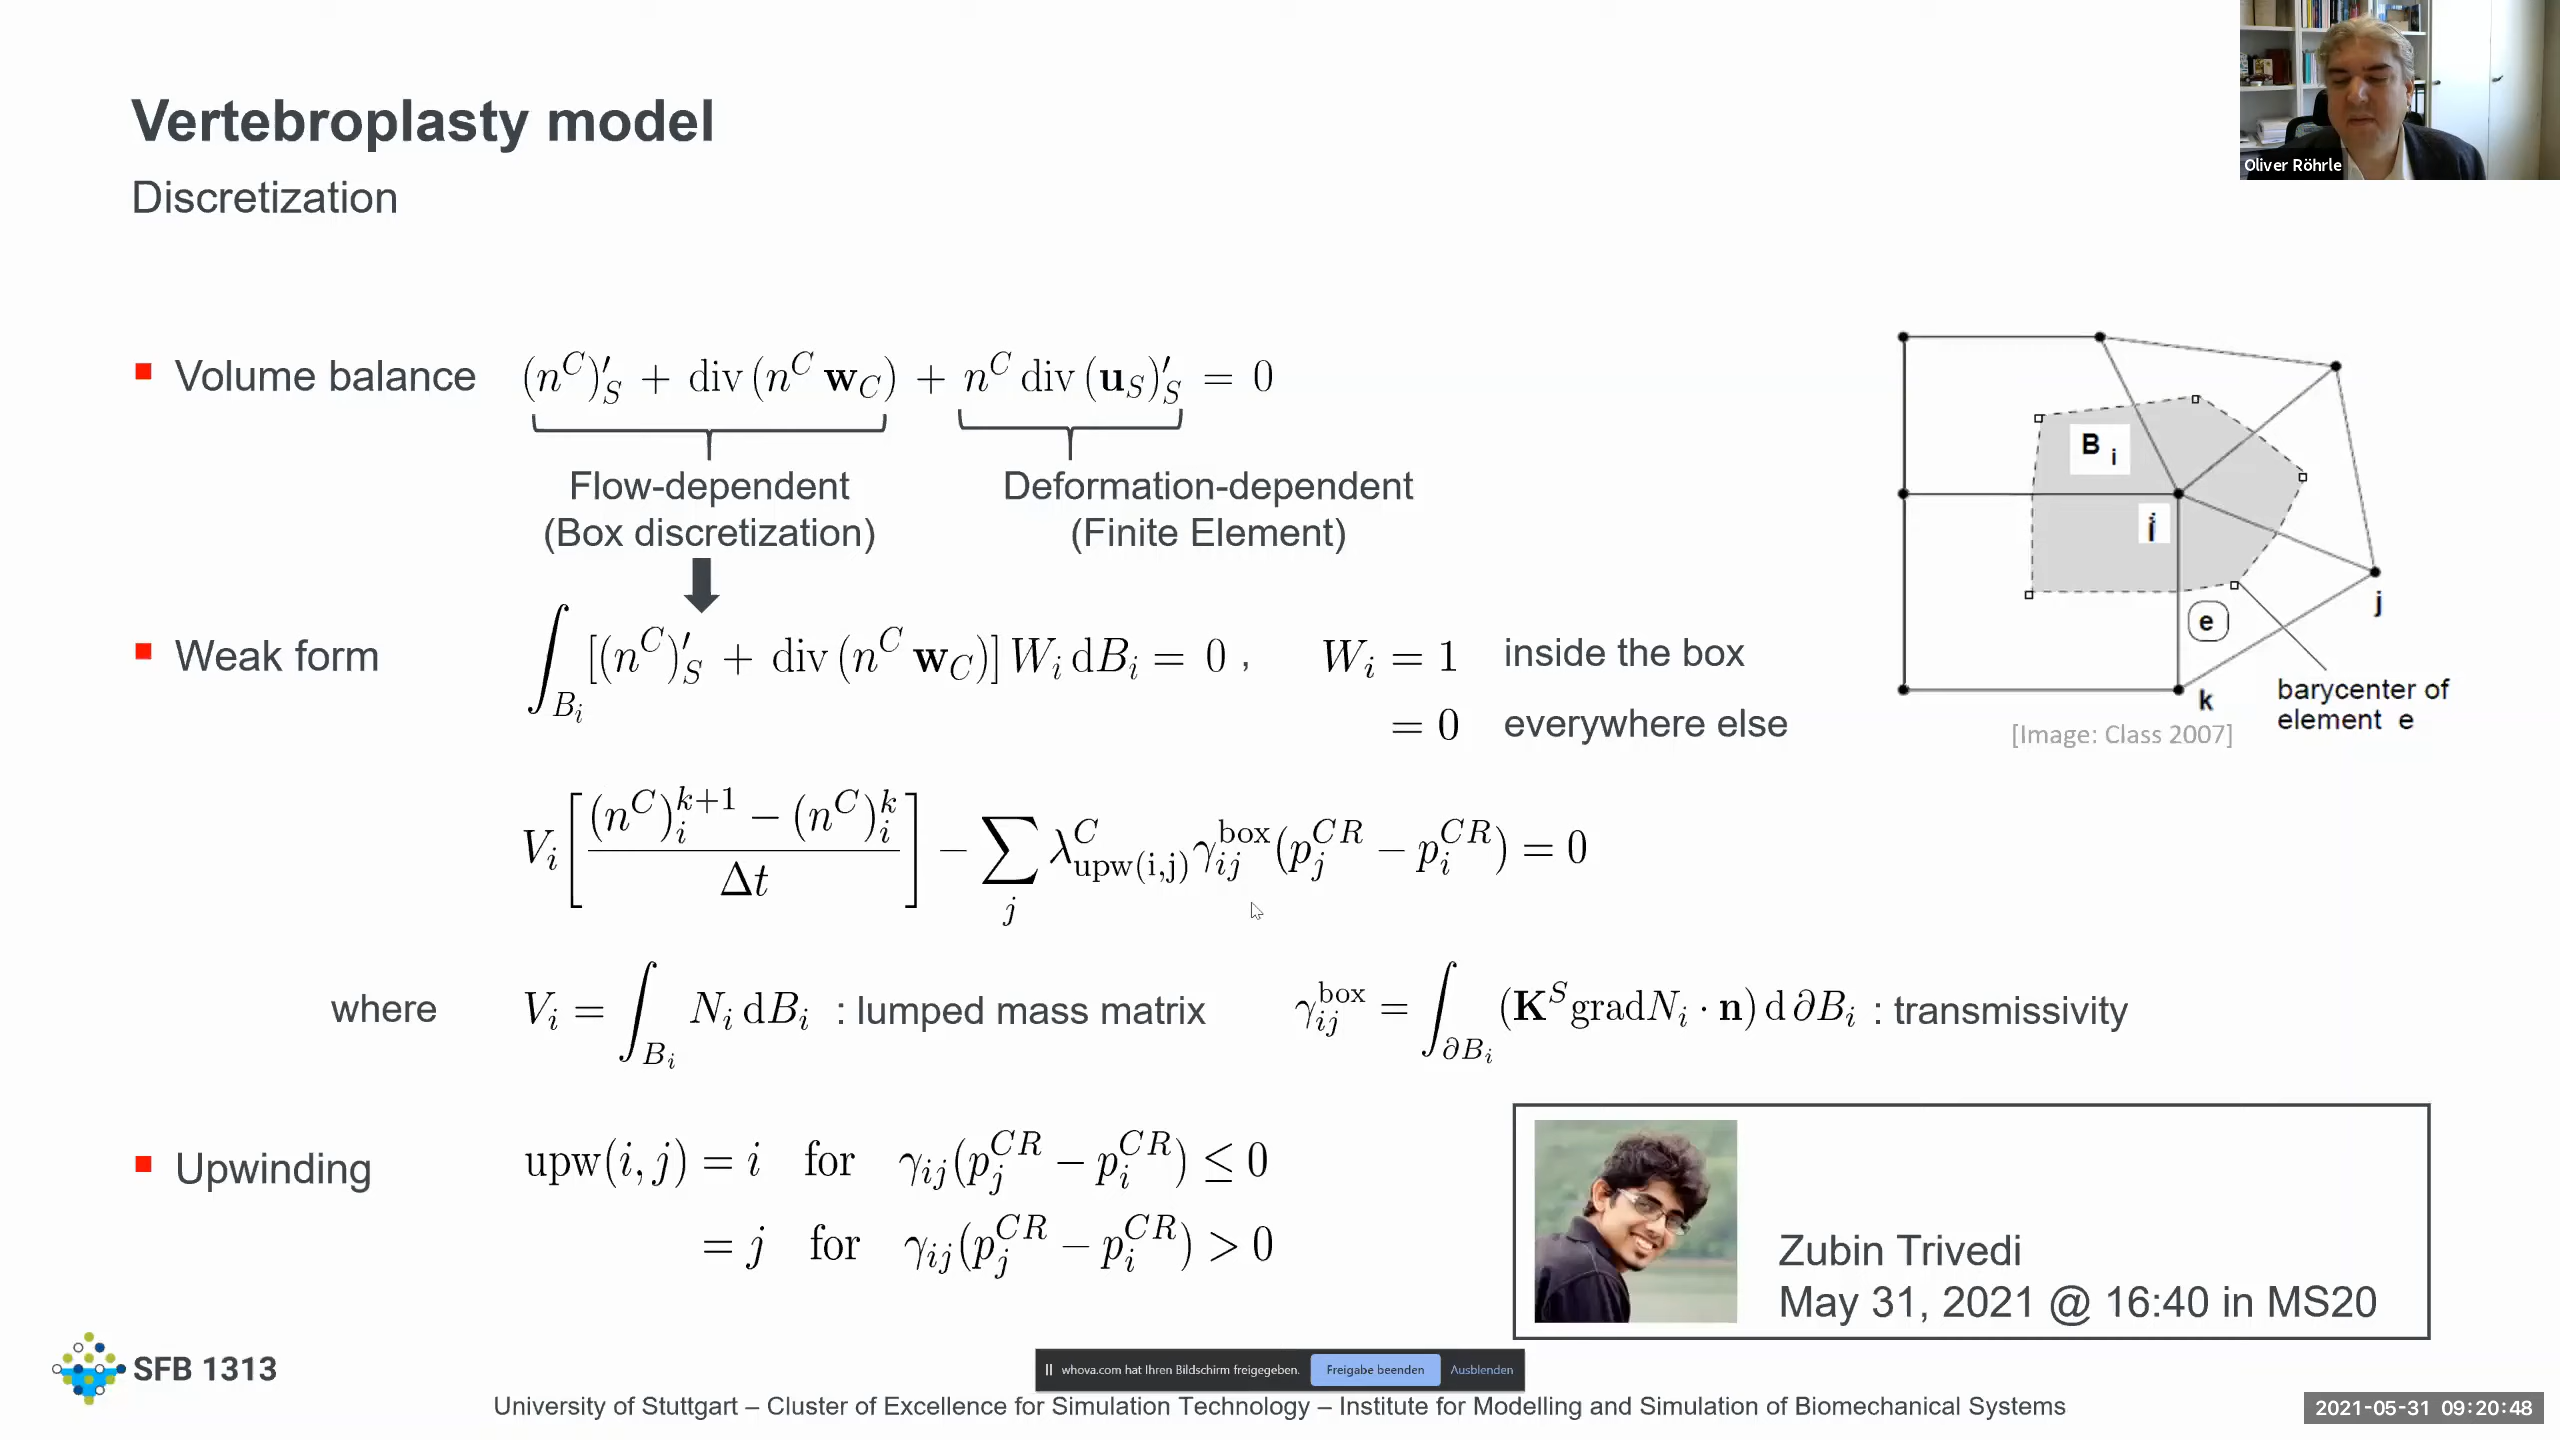 Oliver Röhrle
Vertebroplasty model
Discretization
Volume balance (n^C)'_S + div (n^C w_C) + n^C div (u_S)'_S = 0
Flow-dependent
(Box discretization)
Deformation-dependent
(Finite Element)
Weak form ∫_{B_i} [(n^C)'_S + div (n^C w_C)] W_i dB_i = 0 , W_i = 1 inside the box
= 0 everywhere else
B i
i
j
e
k
barycenter of
element e
[Image: Class 2007]
V_i [ ((n^C)_i^{k+1} − (n^C)_i^k) / Δt ] − ∑_j λ^C_{upw(i,j)} γ_{ij}^{box} (p_j^{CR} − p_i^{CR}) = 0
where V_i = ∫_{B_i} N_i dB_i : lumped mass matrix γ_{ij}^{box} = ∫_{∂B_i} (K^S gradN_i · n) d ∂B_i : transmissivity
Upwinding upw(i, j) = i for γ_{ij}(p_j^{CR} − p_i^{CR}) ≤ 0
= j for γ_{ij}(p_j^{CR} − p_i^{CR}) > 0
Zubin Trivedi
May 31, 2021 @ 16:40 in MS20
SFB 1313
whova.com hat Ihren Bildschirm freigegeben. Freigabe beenden Ausblenden
University of Stuttgart – Cluster of Excellence for Simulation Technology – Institute for Modelling and Simulation of Biomechanical Systems
2021-05-31 09:20:48